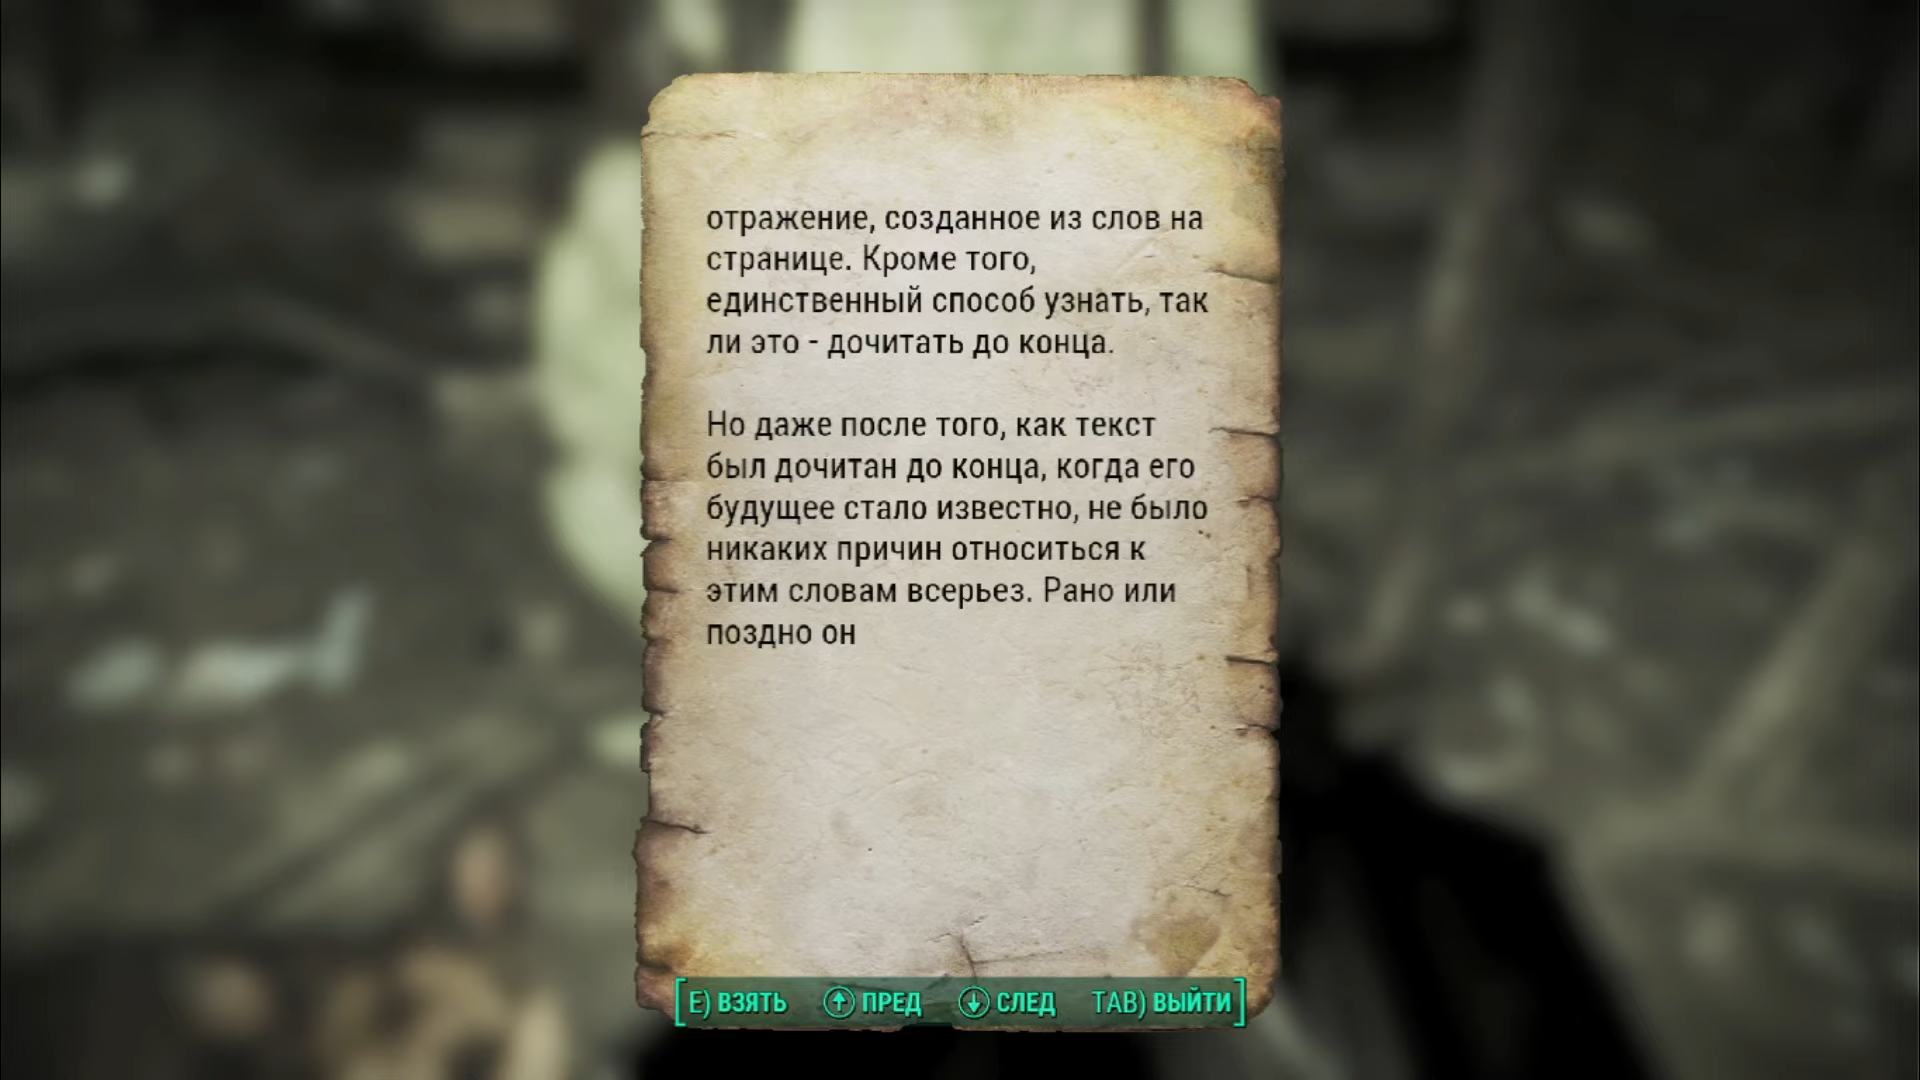 отражение, созданное из слов на
странице. Кроме того,
единственный способ узнать, так
ли это - дочитать до конца.
Но даже после того, как текст
был дочитан до конца, когда его
будущее стало известно, не было
никаких причин относиться к
этим словам всерьез. Рано или
поздно он
E) ВЗЯТЬ ПРЕД СЛЕД TAB) ВЫЙТИ